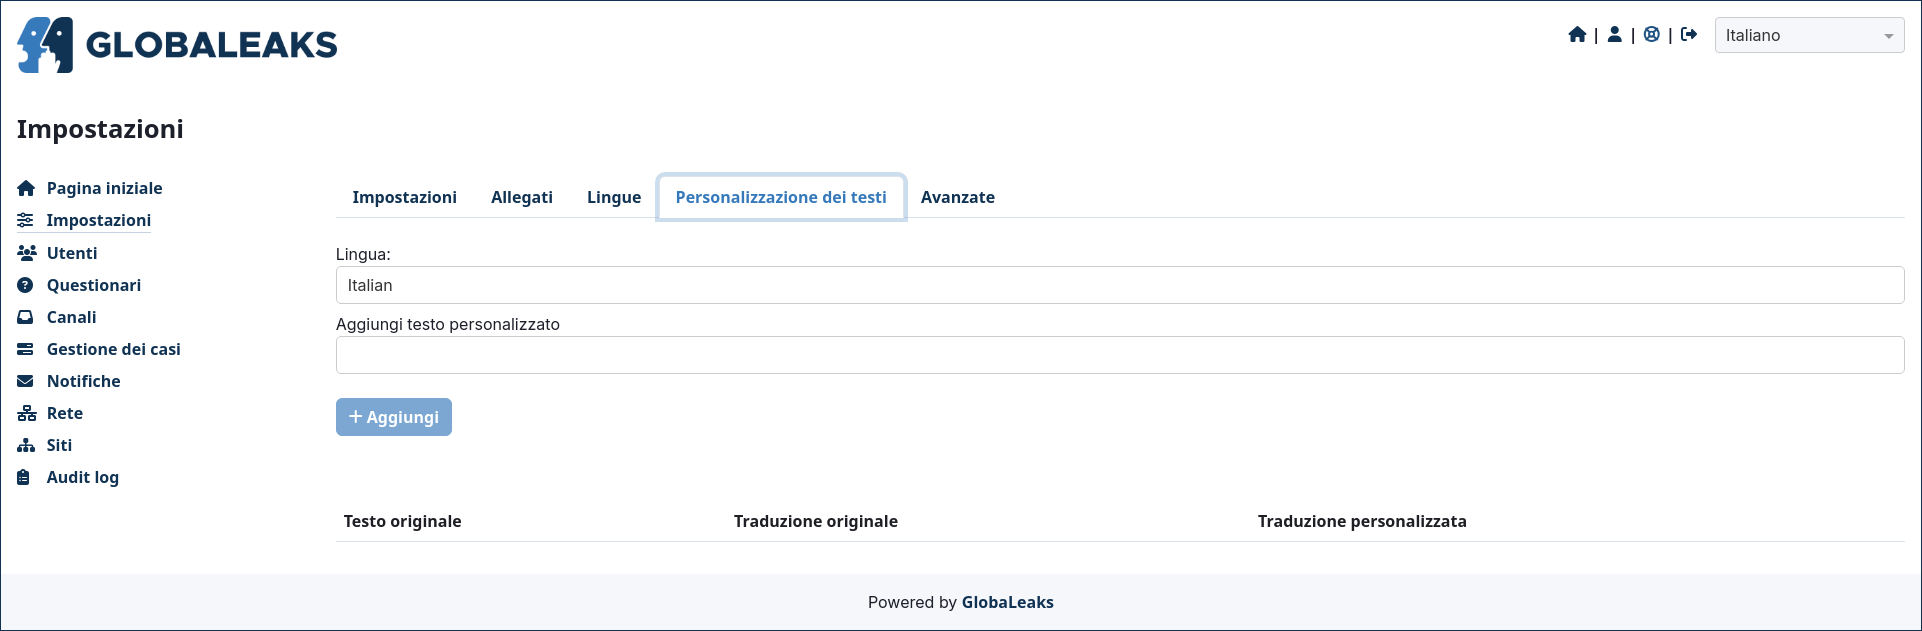 GLOBALEAKS
| | | Italiano
Impostazioni
Pagina iniziale
Impostazioni
Utenti
Questionari
Canali
Gestione dei casi
Notifiche
Rete
Siti
Audit log
Impostazioni Allegati Lingue Personalizzazione dei testi Avanzate
Lingua:
Italian
Aggiungi testo personalizzato
+ Aggiungi
Testo originale Traduzione originale Traduzione personalizzata
Powered by GlobaLeaks